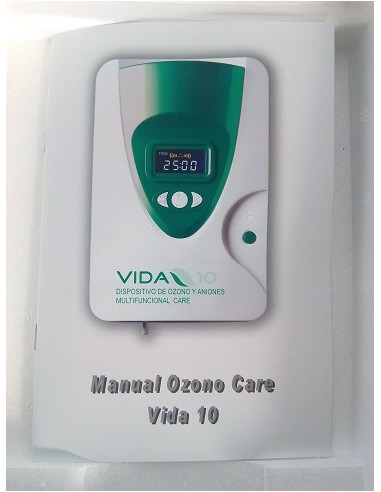 25:00
VIDA 10
DISPOSITIVO DE OZONO Y ANIONES
MULTIFUNCIONAL CARE
Manual Ozono Care
Vida 10